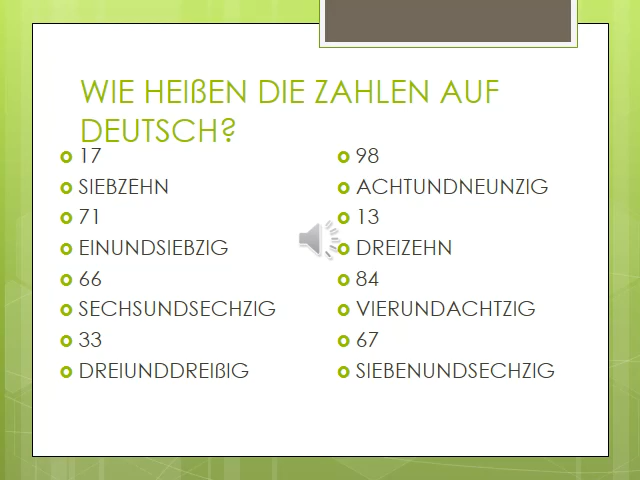 WIE HEIßEN DIE ZAHLEN AUF
DEUTSCH?
17
SIEBZEHN
71
EINUNDSIEBZIG
66
SECHSUNDSECHZIG
33
DREIUNDDREIßIG
98
ACHTUNDNEUNZIG
13
DREIZEHN
84
VIERUNDACHTZIG
67
SIEBENUNDSECHZIG